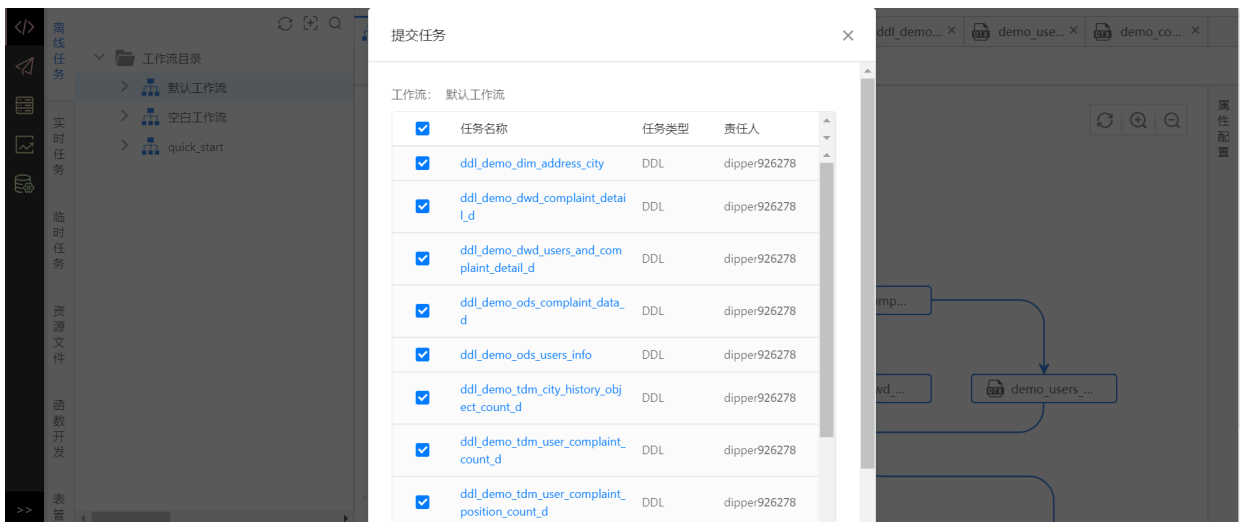 离线任务
实时任务
临时任务
资源文件
函数开发
表管
>>
工作流目录
默认工作流
空白工作流
quick_start
提交任务
工作流: 默认工作流
任务名称 任务类型 责任人
ddl_demo_dim_address_city DDL dipper926278
ddl_demo_dwd_complaint_detai
l_d DDL dipper926278
ddl_demo_dwd_users_and_com
plaint_detail_d DDL dipper926278
ddl_demo_ods_complaint_data_
d DDL dipper926278
ddl_demo_ods_users_info DDL dipper926278
ddl_demo_tdm_city_history_obj
ect_count_d DDL dipper926278
ddl_demo_tdm_user_complaint_
count_d DDL dipper926278
ddl_demo_tdm_user_complaint_
position_count_d DDL dipper926278
ddl_demo...
demo_use...
demo_co...
omp...
wd_...
demo_users_...
属性配置